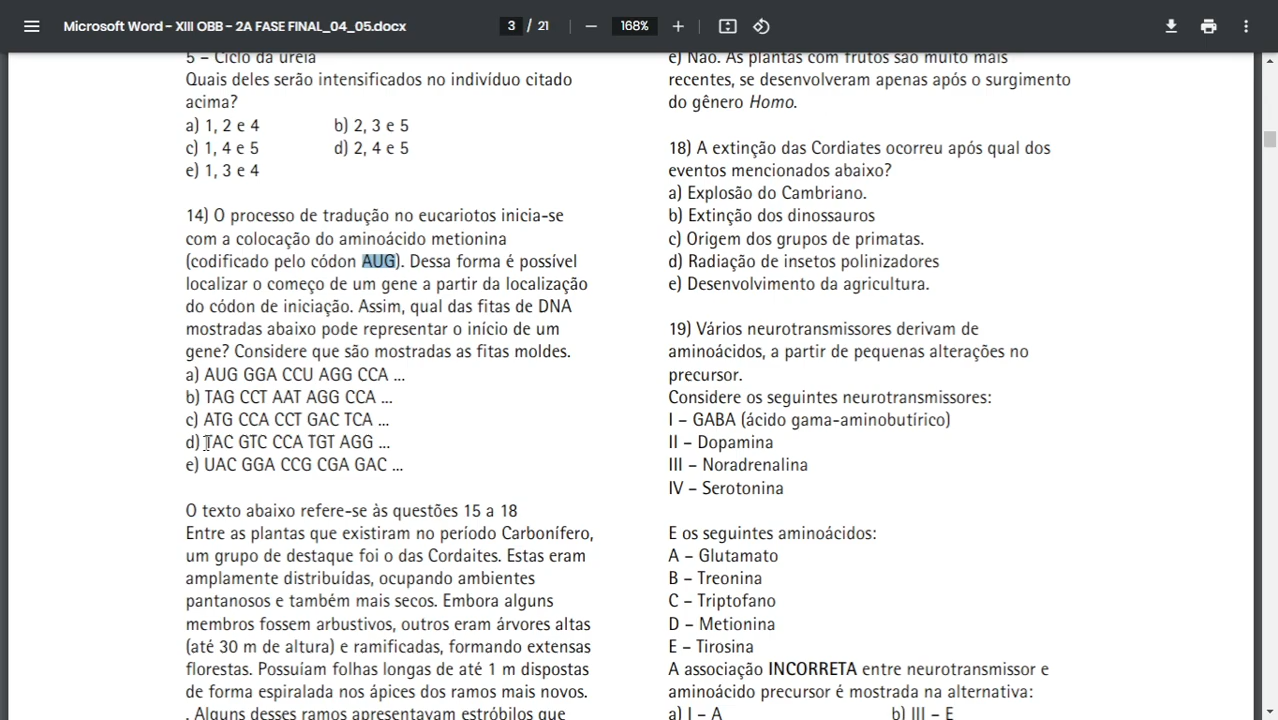 Microsoft Word - XIII OBB - 2A FASE FINAL_04_05.docx
3 / 21
168%
5 – Ciclo da ureia
Quais deles serão intensificados no indivíduo citado
acima?
a) 1, 2 e 4 b) 2, 3 e 5
c) 1, 4 e 5 d) 2, 4 e 5
e) 1, 3 e 4
14) O processo de tradução no eucariotos inicia-se
com a colocação do aminoácido metionina
(codificado pelo códon AUG). Dessa forma é possível
localizar o começo de um gene a partir da localização
do códon de iniciação. Assim, qual das fitas de DNA
mostradas abaixo pode representar o início de um
gene? Considere que são mostradas as fitas moldes.
a) AUG GGA CCU AGG CCA ...
b) TAG CCT AAT AGG CCA ...
c) ATG CCA CCT GAC TCA ...
d) TAC GTC CCA TGT AGG ...
e) UAC GGA CCG CGA GAC ...
O texto abaixo refere-se às questões 15 a 18
Entre as plantas que existiram no período Carbonífero,
um grupo de destaque foi o das Cordaites. Estas eram
amplamente distribuídas, ocupando ambientes
pantanosos e também mais secos. Embora alguns
membros fossem arbustivos, outros eram árvores altas
(até 30 m de altura) e ramificadas, formando extensas
florestas. Possuíam folhas longas de até 1 m dispostas
de forma espiralada nos ápices dos ramos mais novos.
. Alguns desses ramos apresentavam estróbilos que
e) Não. As plantas com frutos são muito mais
recentes, se desenvolveram apenas após o surgimento
do gênero Homo.
18) A extinção das Cordiates ocorreu após qual dos
eventos mencionados abaixo?
a) Explosão do Cambriano.
b) Extinção dos dinossauros
c) Origem dos grupos de primatas.
d) Radiação de insetos polinizadores
e) Desenvolvimento da agricultura.
19) Vários neurotransmissores derivam de
aminoácidos, a partir de pequenas alterações no
precursor.
Considere os seguintes neurotransmissores:
I – GABA (ácido gama-aminobutírico)
II – Dopamina
III – Noradrenalina
IV – Serotonina
E os seguintes aminoácidos:
A – Glutamato
B – Treonina
C – Triptofano
D – Metionina
E – Tirosina
A associação INCORRETA entre neurotransmissor e
aminoácido precursor é mostrada na alternativa:
a) I – A b) III – E